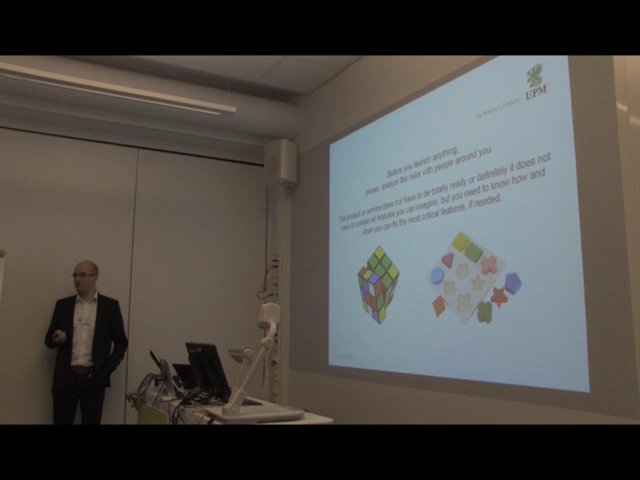 The Biofore Company
UPM
Before you launch anything,
please, analyze the risks with people around you.
The product or service does not have to be totally ready or definitely it does not
have to contain all features you can imagine, but you need to know how and
when you can fix the most critical features, if needed.